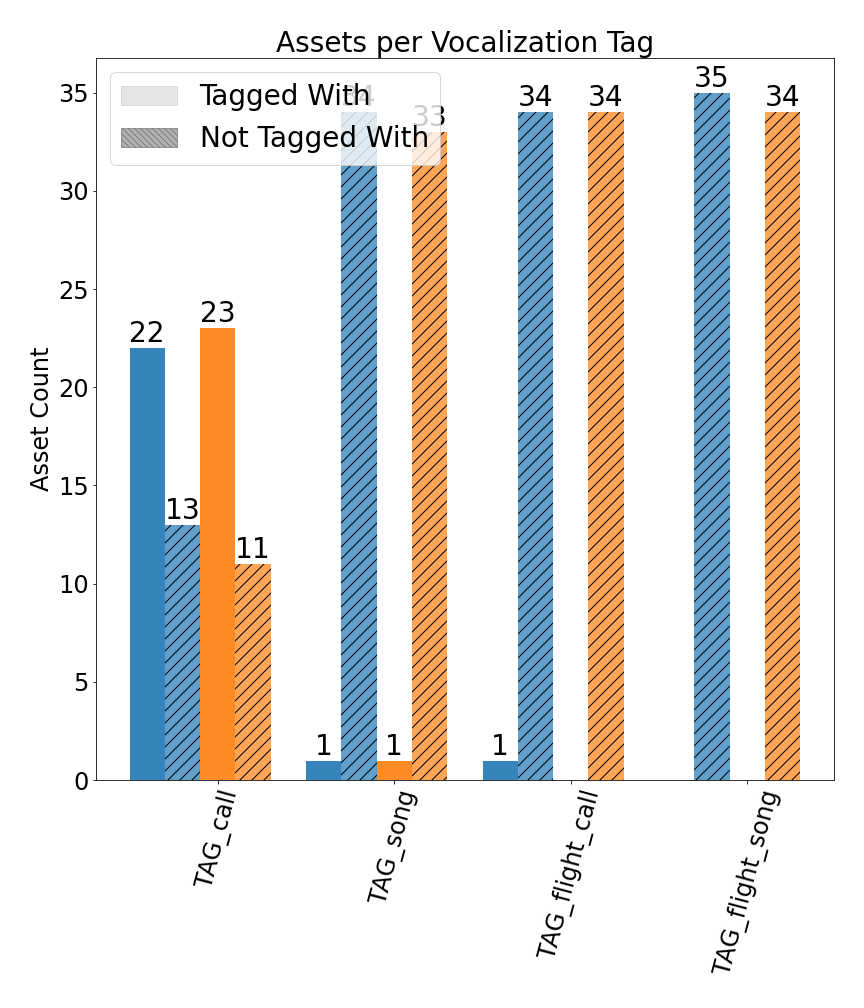 Assets per Vocalization Tag
Tagged With
Not Tagged With
Asset Count
35
30
25
20
15
10
5
0
22
13
23
11
1
34
1
33
1
34
34
35
34
TAG_call
TAG_song
TAG_flight_call
TAG_flight_song